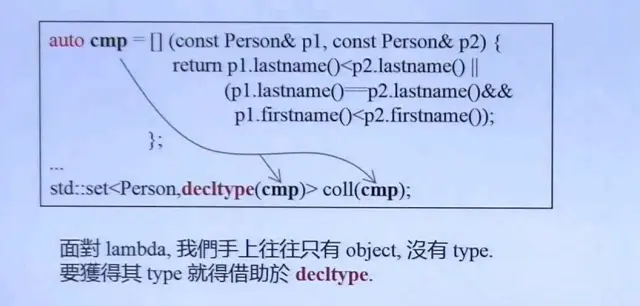 auto cmp = [] (const Person& p1, const Person& p2) {
return p1.lastname()<p2.lastname() ||
(p1.lastname()==p2.lastname()&&
p1.firstname()<p2.firstname());
};
...
std::set<Person,decltype(cmp)> coll(cmp);
面對 lambda, 我們手上往往只有 object, 沒有 type.
要獲得其 type 就得借助於 decltype.